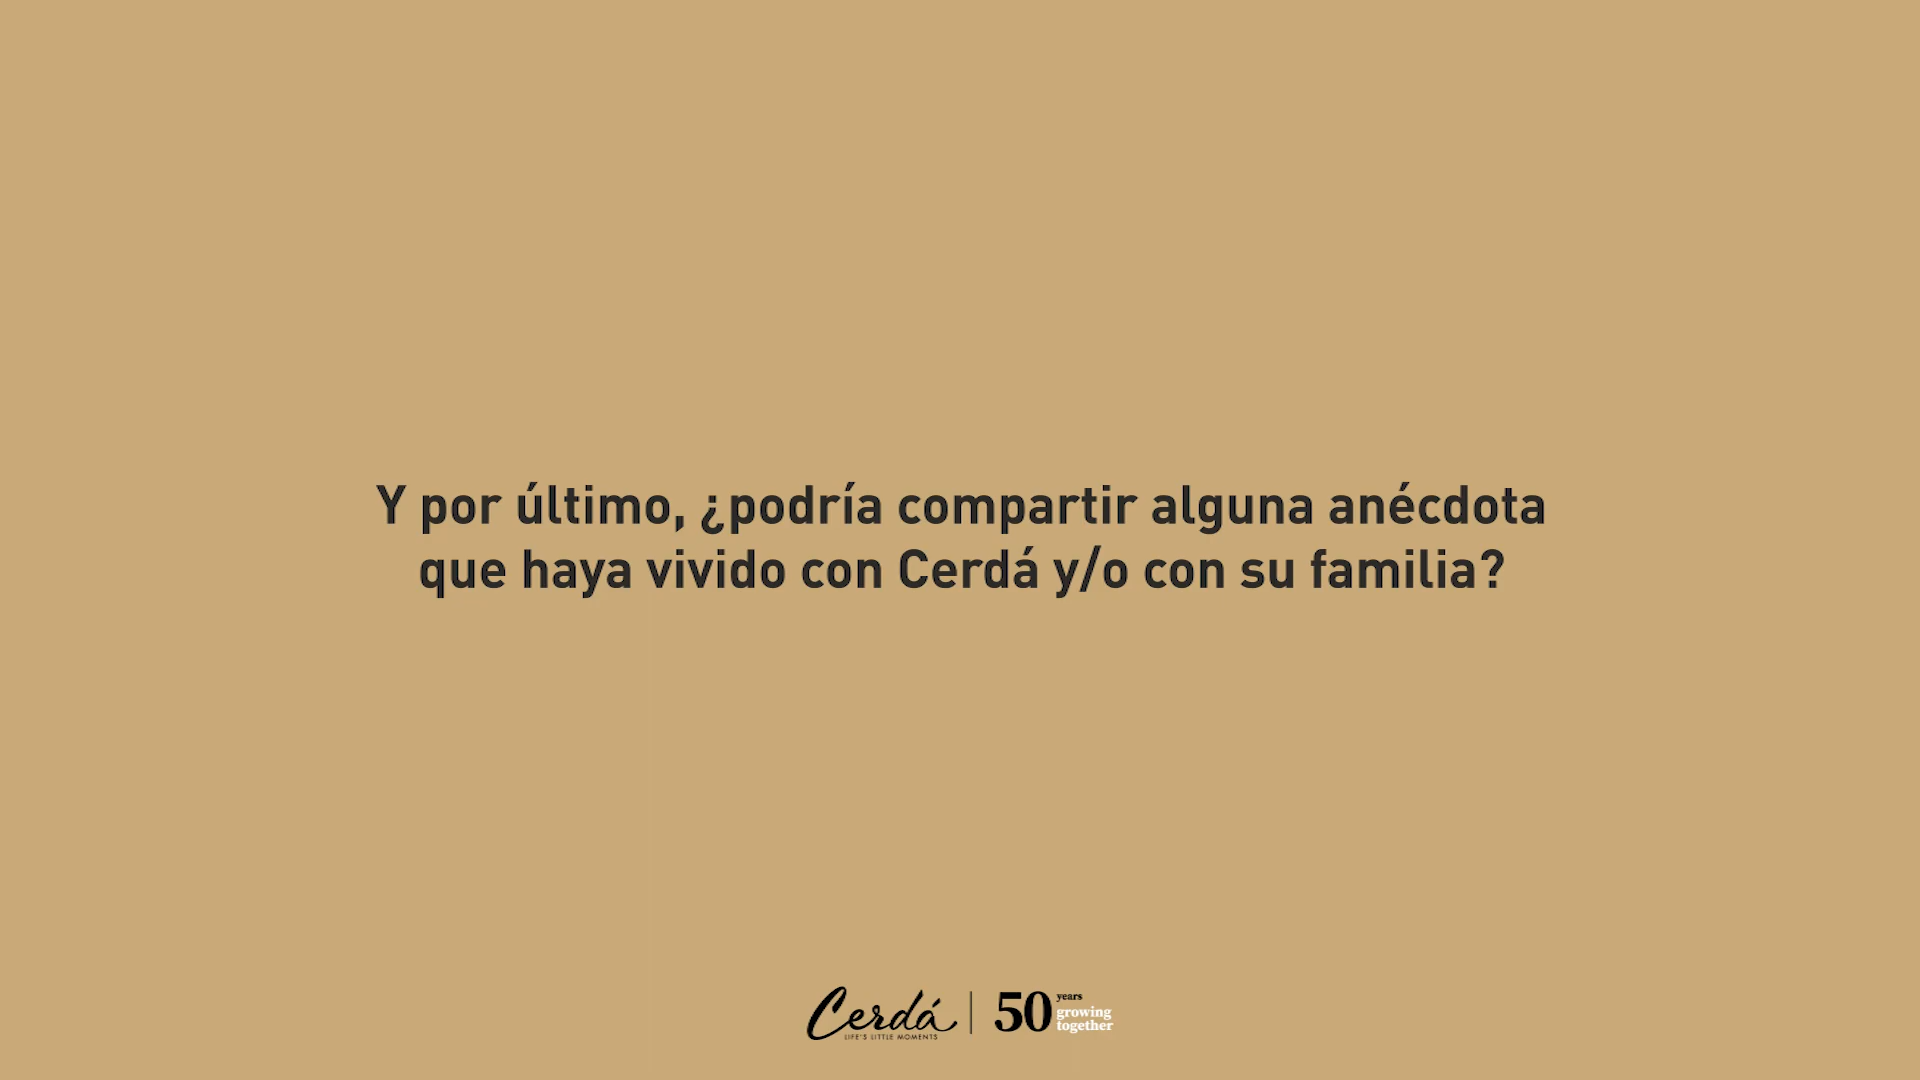 Y por último, ¿podría compartir alguna anécdota
que haya vivido con Cerdá y/o con su familia?
Cerdá
LIFE'S LITTLE MOMENTS
50 years
growing
together